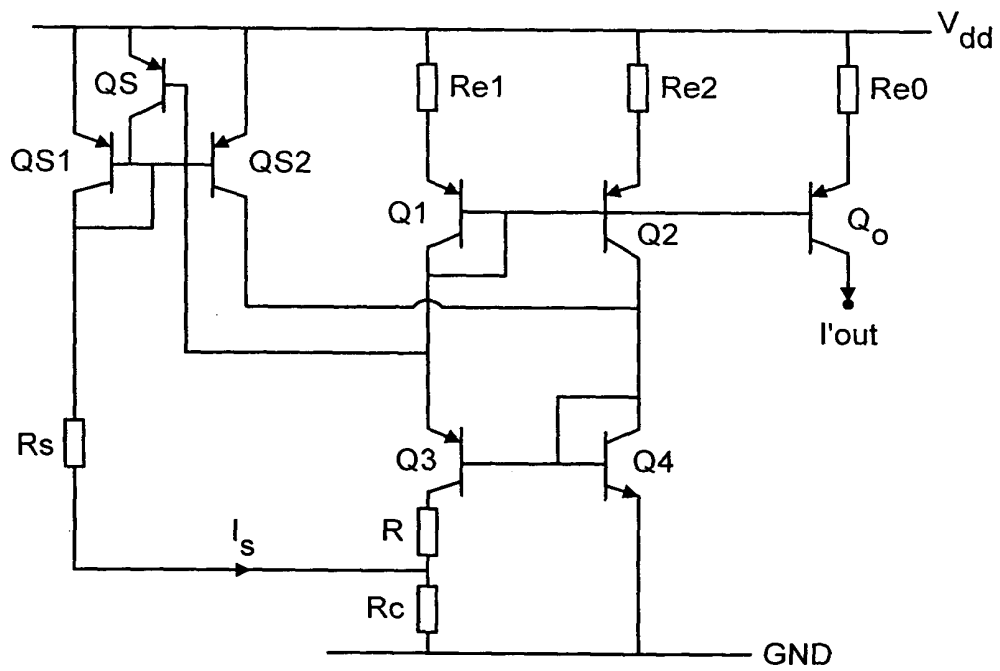 V_dd
QS
Re1
Re2
Re0
QS1
QS2
Q1
Q2
Q_o
I'out
Rs
Q3
Q4
R
I_s
Rc
GND